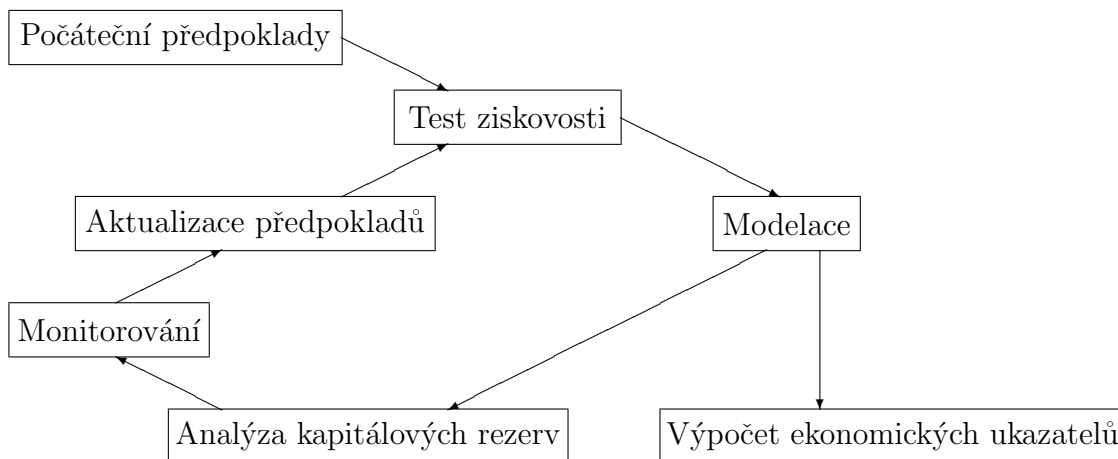 Počáteční předpoklady
Test ziskovosti
Aktualizace předpokladů
Modelace
Monitorování
Analýza kapitálových rezerv
Výpočet ekonomických ukazatelů